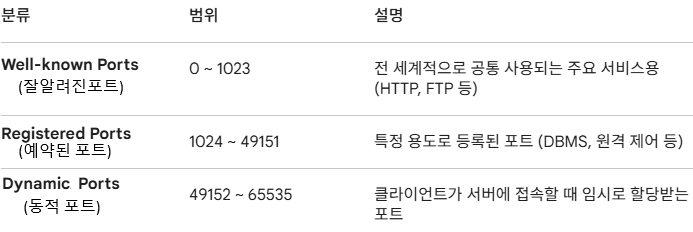 분류 범위 설명
Well-known Ports 0 ~ 1023 전 세계적으로 공통 사용되는 주요 서비스용
(잘알려진포트) (HTTP, FTP 등)
Registered Ports 1024 ~ 49151 특정 용도로 등록된 포트 (DBMS, 원격 제어 등)
(예약된 포트)
Dynamic Ports 49152 ~ 65535 클라이언트가 서버에 접속할 때 임시로 할당받는
(동적 포트) 포트